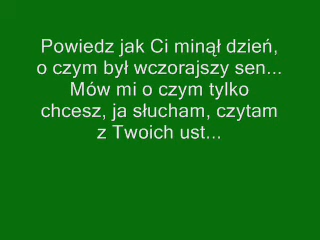 Powiedz jak Ci minął dzień,
o czym był wczorajszy sen...
Mów mi o czym tylko
chcesz, ja słucham, czytam
z Twoich ust...